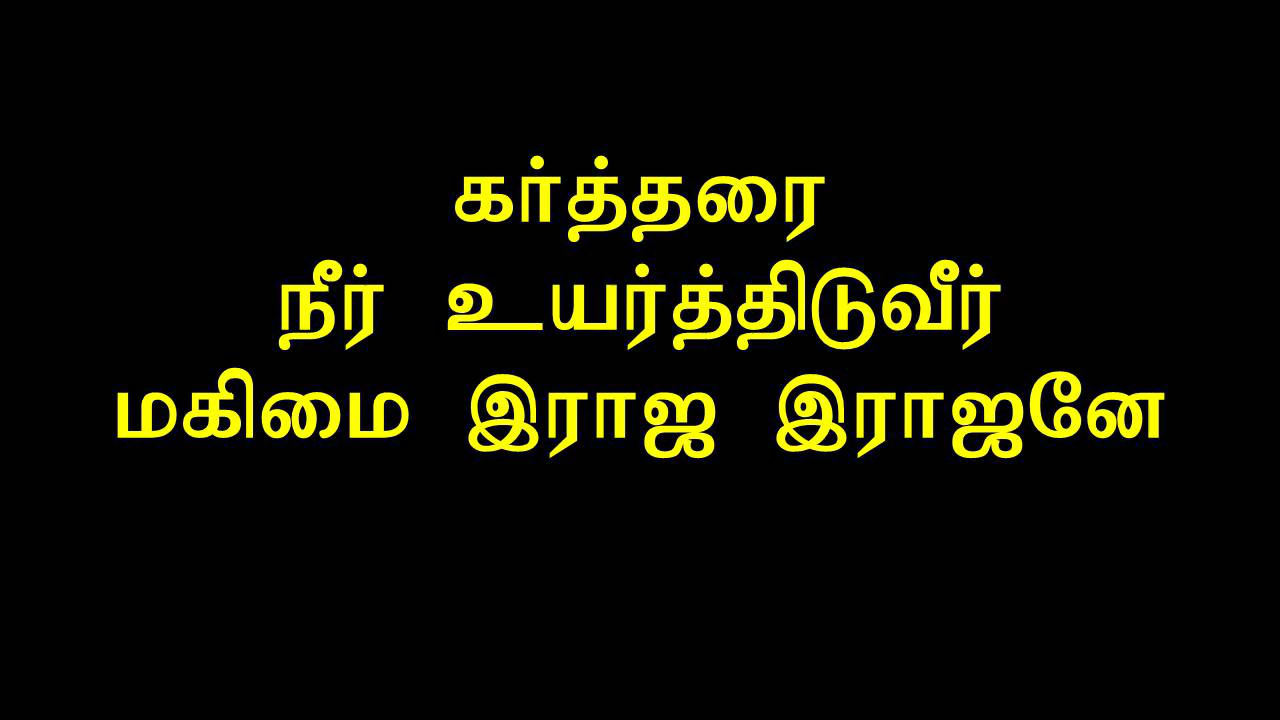 கர்த்தரை
நீர் உயர்த்திடுவீர்
மகிமை இராஜ இராஜனே